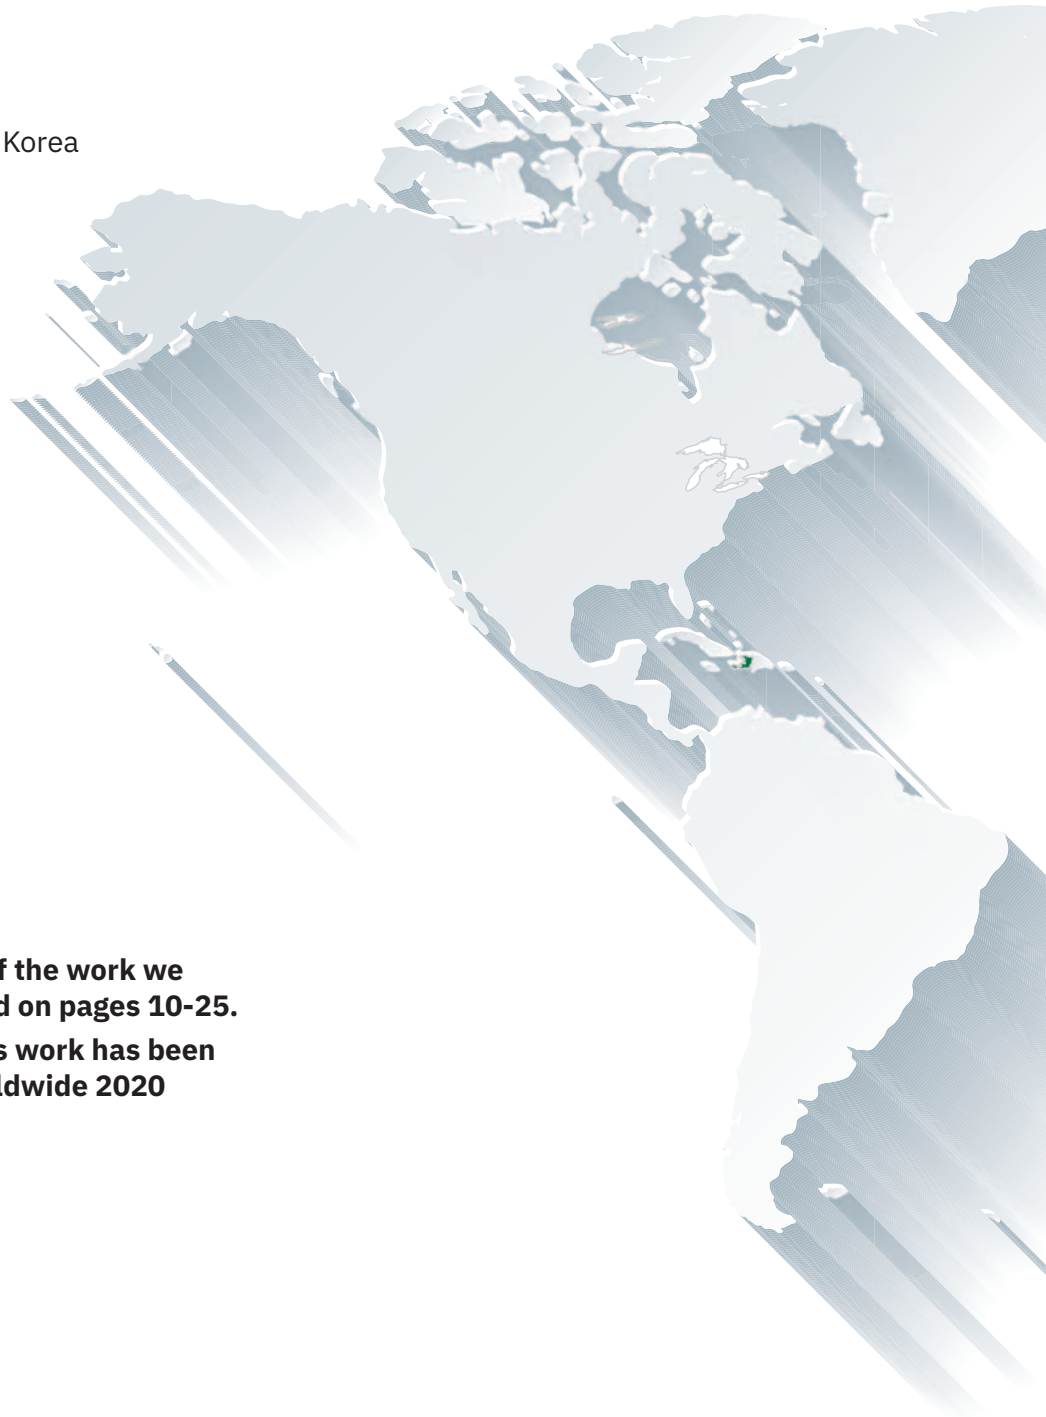 Korea
f the work we
d on pages 10-25.
s work has been
ldwide 2020